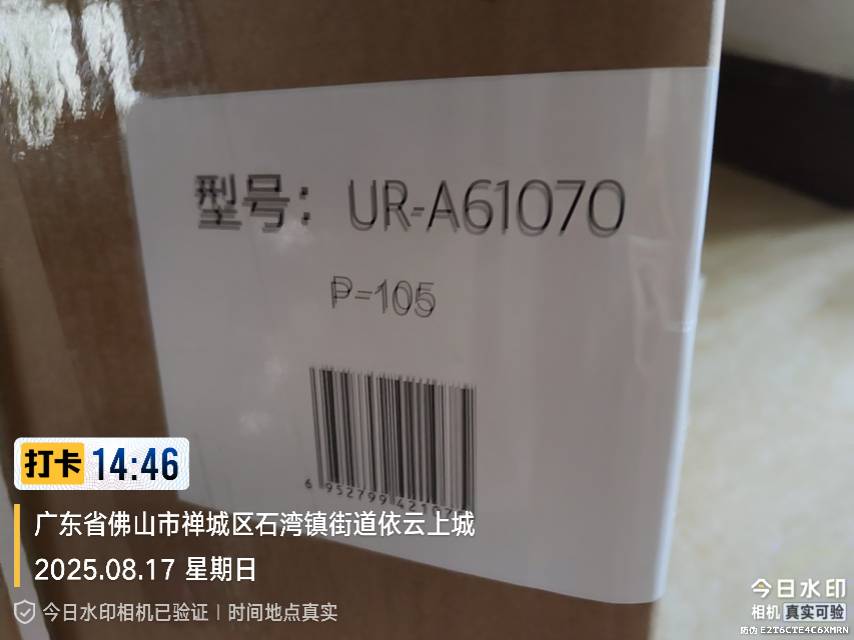 型号：UR-A61070
P=105
打卡 14:46
广东省佛山市禅城区石湾镇街道依云上城
2025.08.17 星期日
今日水印相机已验证 | 时间地点真实
今日水印
相机 真实可验
防伪 E2T6CTE4C6XMRN